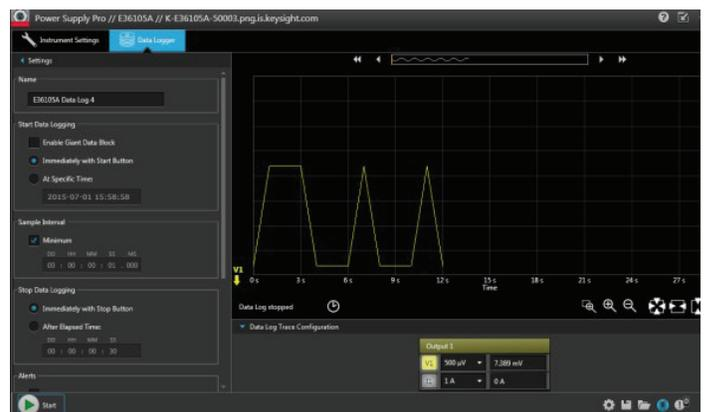 Power Supply Pro // E36105A // K-E36105A-50003.png.is.keysight.com
Instrument Settings
Data Logger
Settings
Name
E36105A Data Log 4
Start Data Logging
Enable Giant Data Block
Immediately with Start Button
At Specific Time:
2015-07-01 15:58:58
Sample Interval
Minimum
DD HH MM SS MS
00 : 00 : 00 : 01 . 000
Stop Data Logging
Immediately with Stop Button
After Elapsed Time:
DD HH MM SS
00 : 00 : 00 : 30
Alerts
Start
V1
0 s 3 s 6 s 9 s 12 s 15 s 18 s 21 s 24 s 27 s
Time
Data Log stopped
Data Log Trace Configuration
Output 1
V1 500 µV 7.389 mV
I1 1 A 0 A